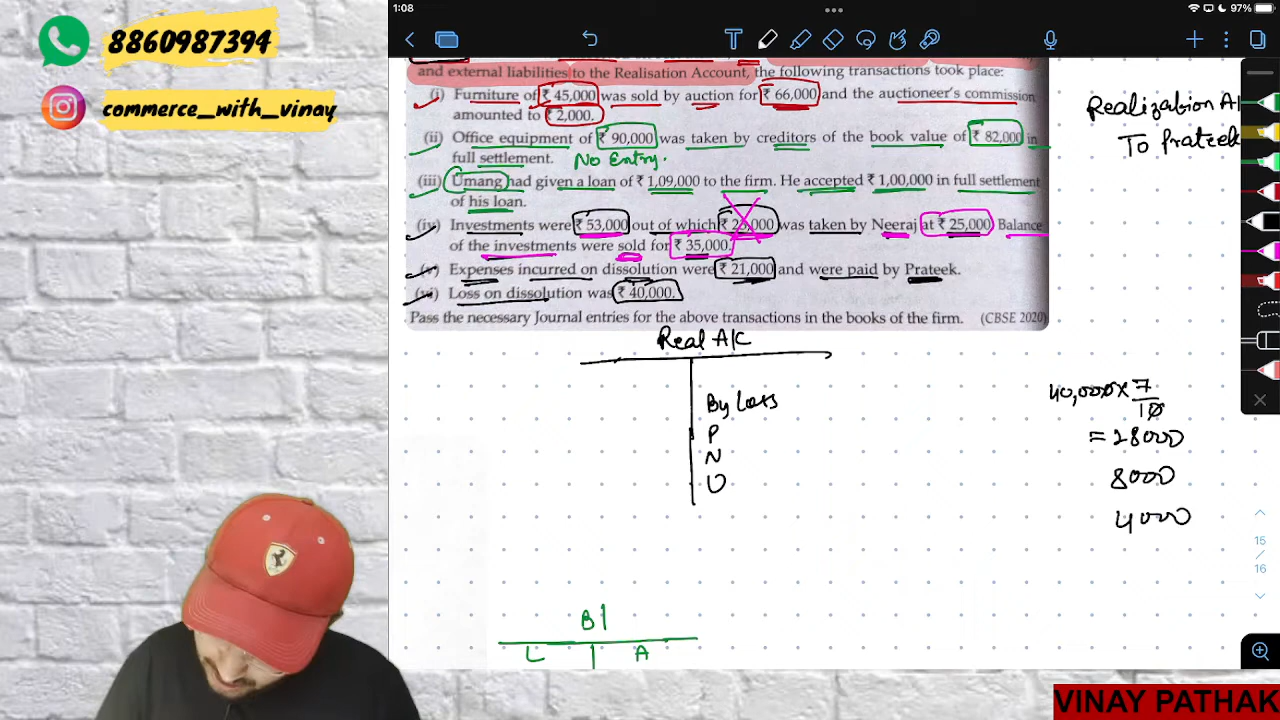 8860987394
commerce_with_vinay
1:08
97%
and external liabilities to the Realisation Account, the following transactions took place:
(i) Furniture of ₹ 45,000 was sold by auction for ₹ 66,000 and the auctioneer's commission
amounted to ₹ 2,000.
(ii) Office equipment of ₹ 90,000 was taken by creditors of the book value of ₹ 82,000 in
full settlement. No Entry.
(iii) Umang had given a loan of ₹ 1,09,000 to the firm. He accepted ₹ 1,00,000 in full settlement
of his loan.
(iv) Investments were ₹ 53,000 out of which was taken by Neeraj at ₹ 25,000 Balance
of the investments were sold for ₹ 35,000.
(v) Expenses incurred on dissolution were ₹ 21,000 and were paid by Prateek.
(vi) Loss on dissolution was ₹ 40,000.
Pass the necessary Journal entries for the above transactions in the books of the firm. (CBSE 2020)
Realization A/
To Prateek
Real A/C
By Loss
P
N
U
40,000 × 7
10
= 28000
8000
4000
B
L A
15
/
16
VINAY PATHAK